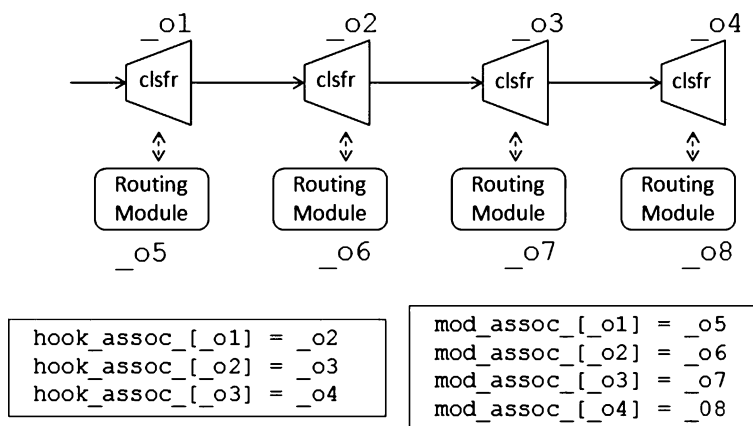 _o1 _o2 _o3 _o4
clsfr clsfr clsfr clsfr
Routing Module Routing Module Routing Module Routing Module
_o5 _o6 _o7 _o8
hook_assoc_[_o1] = _o2
hook_assoc_[_o2] = _o3
hook_assoc_[_o3] = _o4
mod_assoc_[_o1] = _o5
mod_assoc_[_o2] = _o6
mod_assoc_[_o3] = _o7
mod_assoc_[_o4] = _08